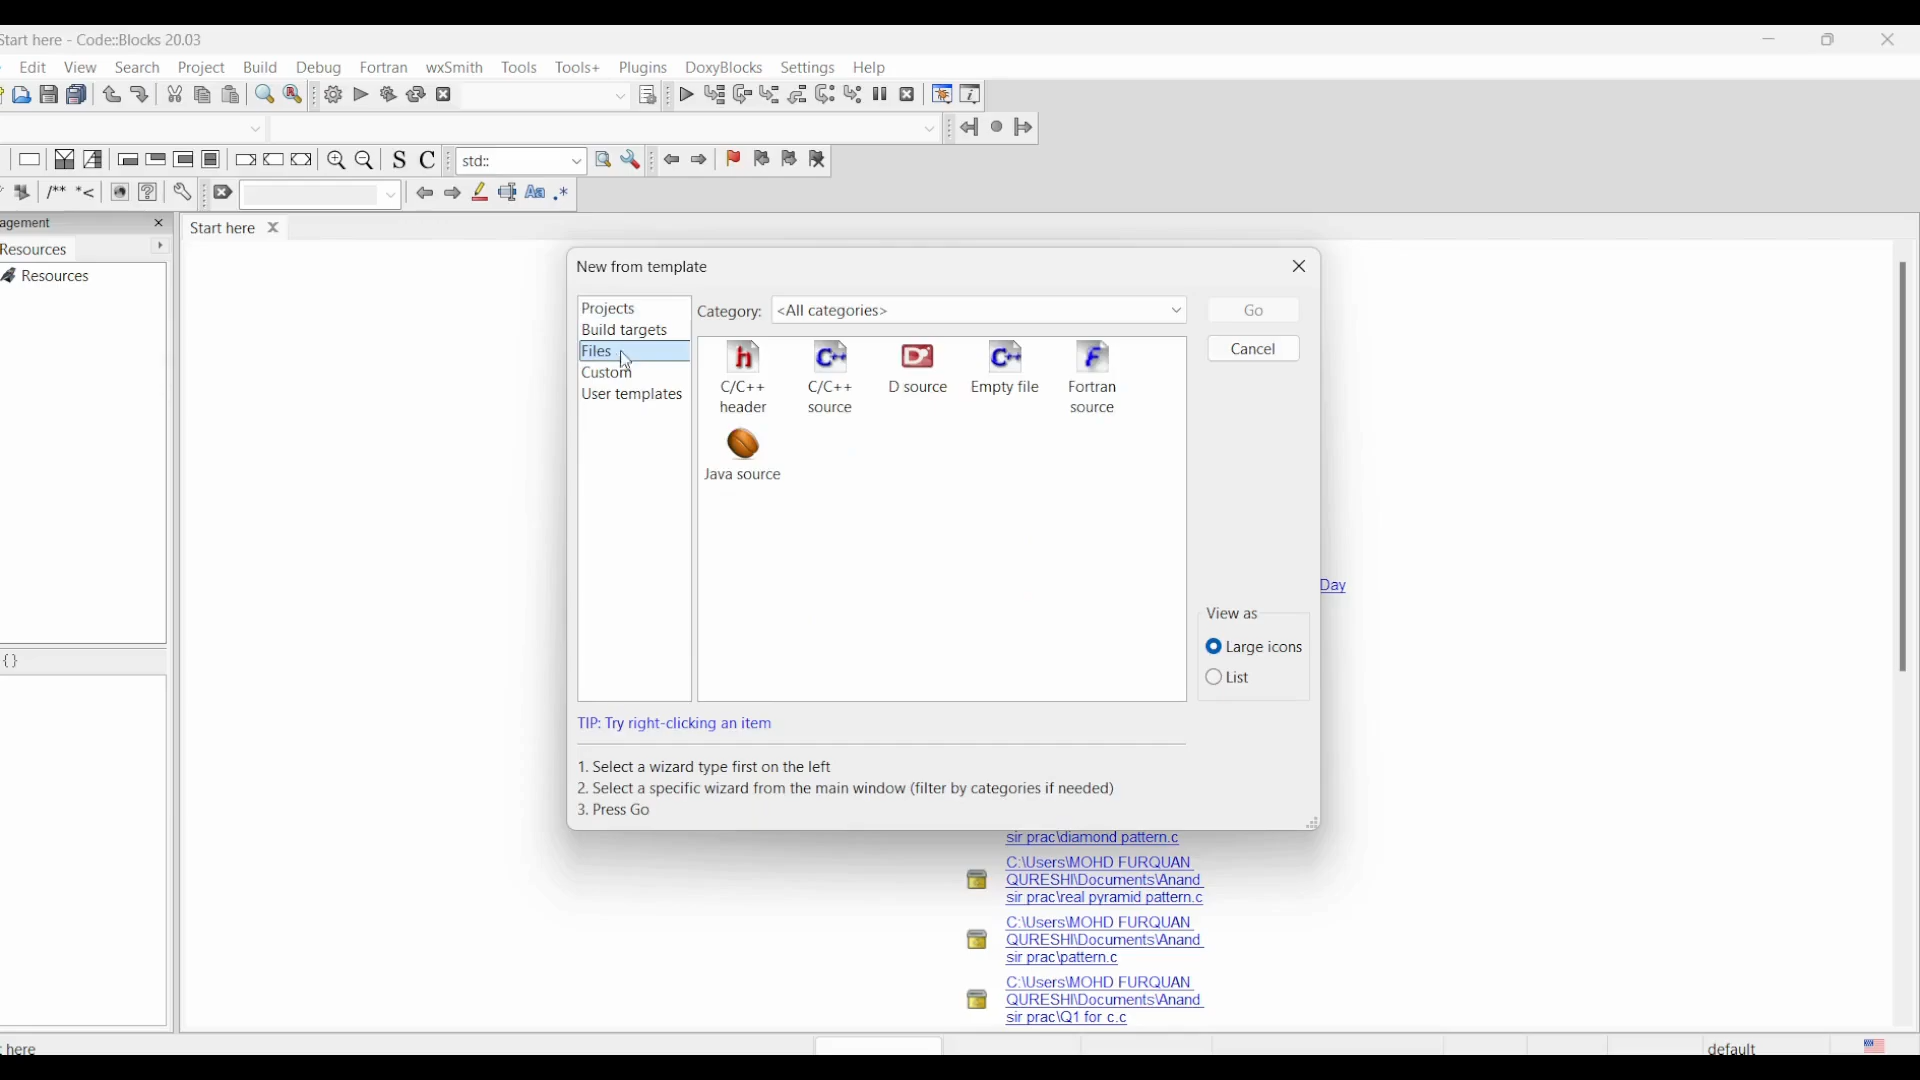 Start here - Code::Blocks 20.03
Edit View Search Project Build Debug Fortran wxSmith Tools Tools+ Plugins DoxyBlocks Settings Help
S C std::
/** *< Aa .*
agement
Start here
Resources
Resources
{}
New from template
Projects
Build targets
Files
Custom
User templates
Category: <All categories>
Go
Cancel
C/C++
header
C/C++
source
D source
Empty file
Fortran
source
Java source
Day
View as
Large icons
List
TIP: Try right-clicking an item
1. Select a wizard type first on the left
2. Select a specific wizard from the main window (filter by categories if needed)
3. Press Go
sir prac\diamond pattern.c
C:\Users\MOHD FURQUAN
QURESHI\Documents\Anand
sir prac\real pyramid pattern.c
C:\Users\MOHD FURQUAN
QURESHI\Documents\Anand
sir prac\pattern.c
C:\Users\MOHD FURQUAN
QURESHI\Documents\Anand
sir prac\Q1 for c.c
here
default